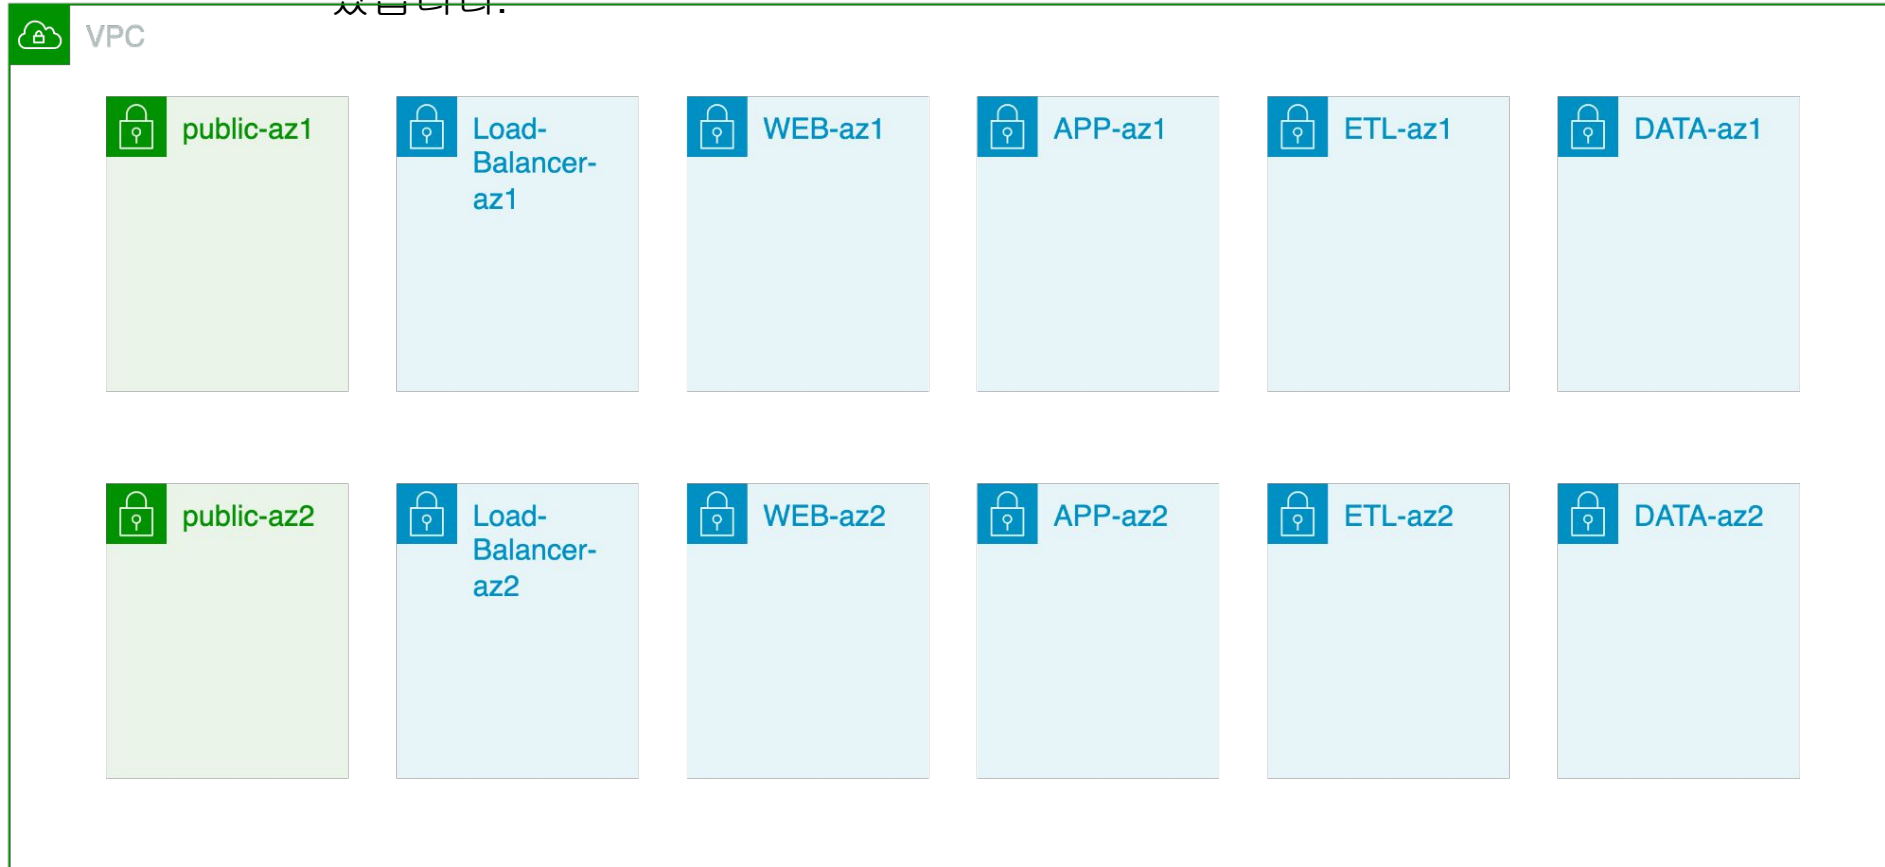 VPC
public-az1
Load-
Balancer-
az1
WEB-az1
APP-az1
ETL-az1
DATA-az1
public-az2
Load-
Balancer-
az2
WEB-az2
APP-az2
ETL-az2
DATA-az2